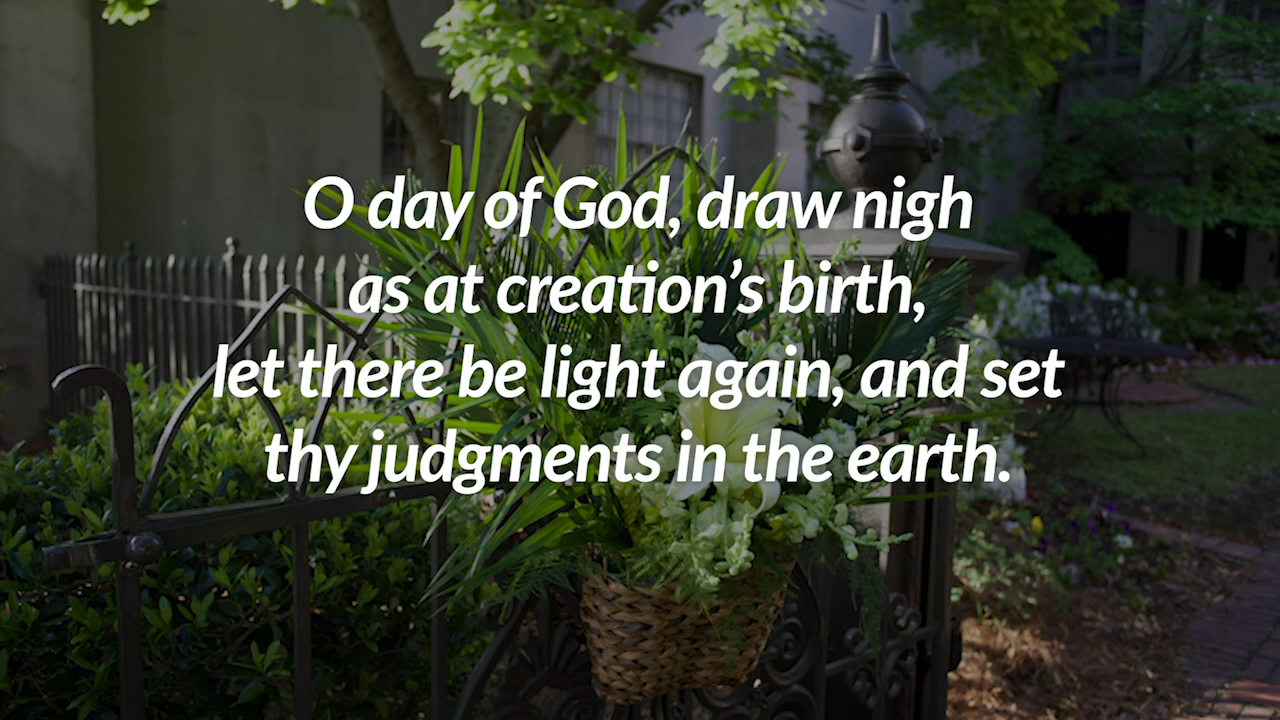 O day of God, draw nigh
as at creation’s birth,
let there be light again, and set
thy judgments in the earth.